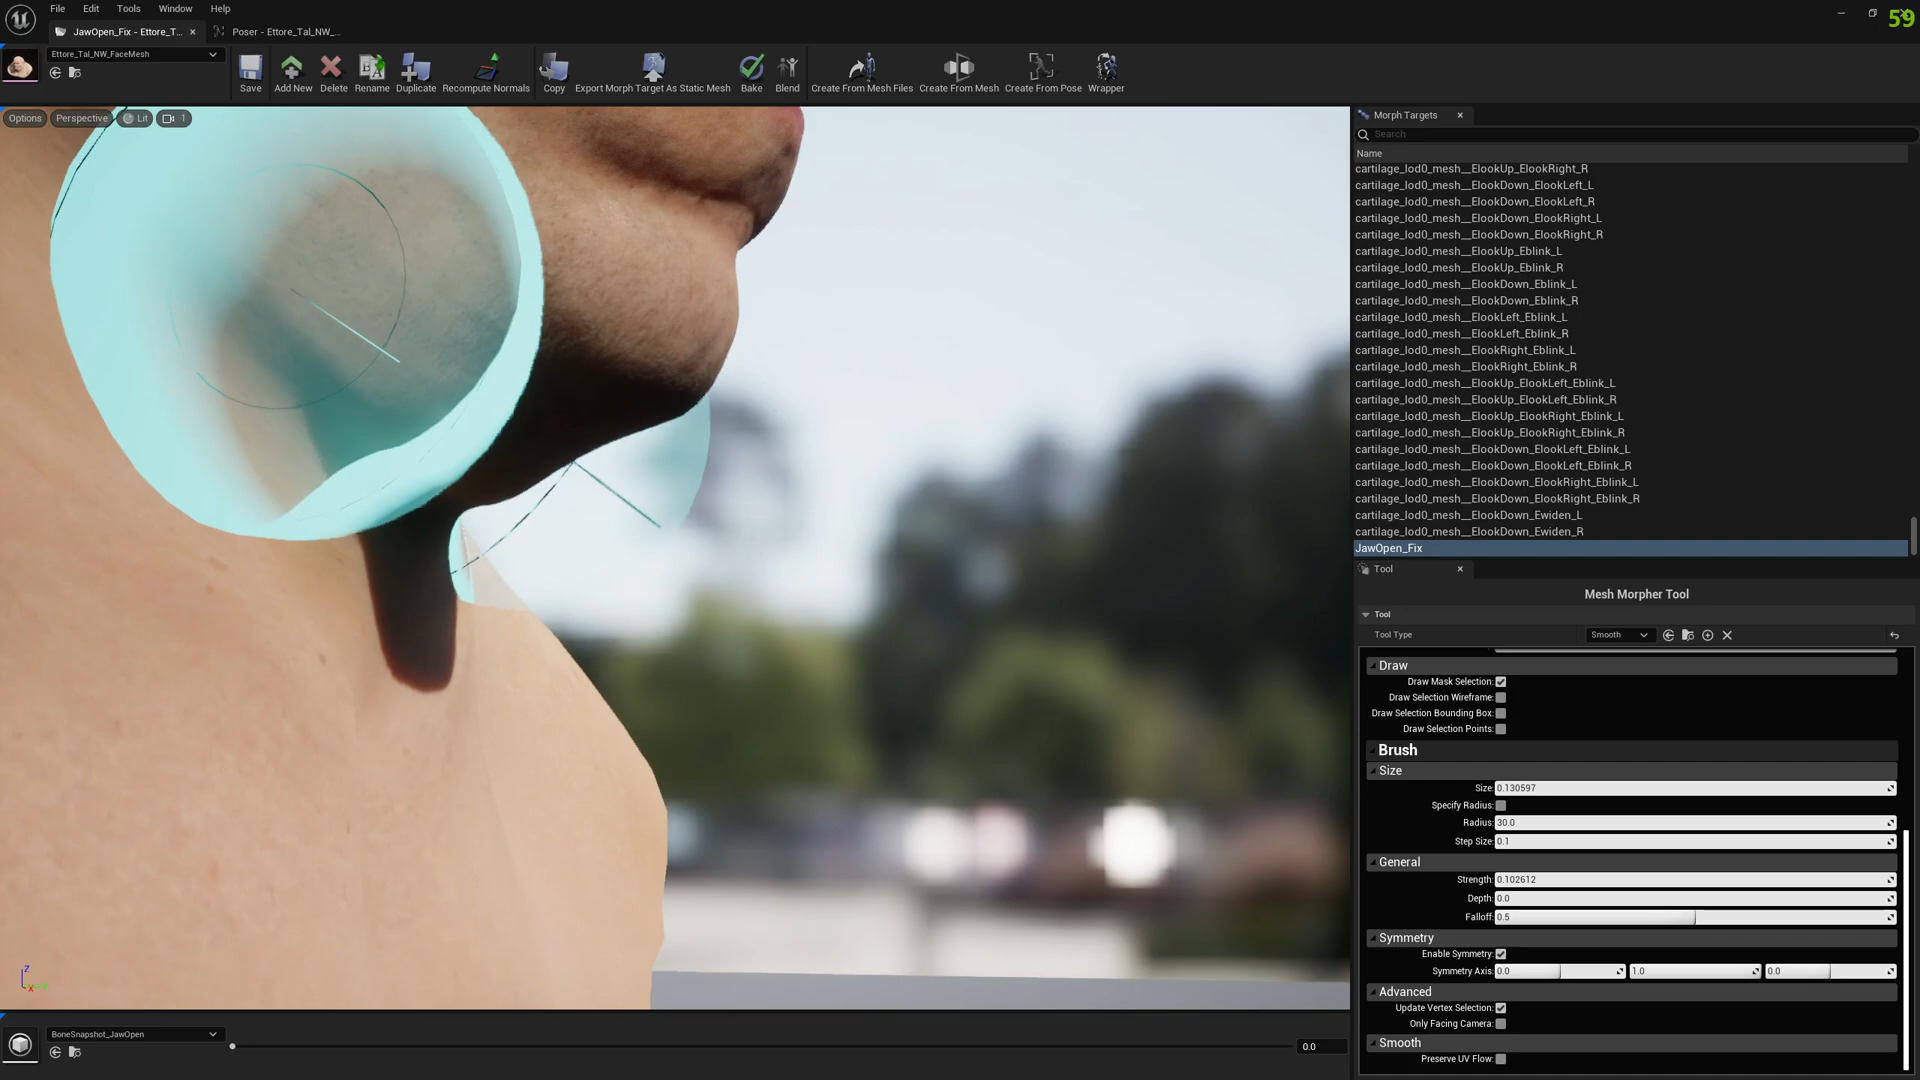 File Edit Tools Window Help
59
JawOpen_Fix - Ettore_T...
Poser - Ettore_Tal_NW_...
Ettore_Tal_NW_FaceMesh
Save
Add New
Delete
Rename
Duplicate
Recompute Normals
Copy
Export Morph Target As Static Mesh
Bake
Blend
Create From Mesh Files
Create From Mesh
Create From Pose
Wrapper
Options
Perspective
Lit
1
Morph Targets
Search
Name
cartilage_lod0_mesh__ElookUp_ElookRight_R
cartilage_lod0_mesh__ElookDown_ElookLeft_L
cartilage_lod0_mesh__ElookDown_ElookLeft_R
cartilage_lod0_mesh__ElookDown_ElookRight_L
cartilage_lod0_mesh__ElookDown_ElookRight_R
cartilage_lod0_mesh__ElookUp_Eblink_L
cartilage_lod0_mesh__ElookUp_Eblink_R
cartilage_lod0_mesh__ElookDown_Eblink_L
cartilage_lod0_mesh__ElookDown_Eblink_R
cartilage_lod0_mesh__ElookLeft_Eblink_L
cartilage_lod0_mesh__ElookLeft_Eblink_R
cartilage_lod0_mesh__ElookRight_Eblink_L
cartilage_lod0_mesh__ElookRight_Eblink_R
cartilage_lod0_mesh__ElookUp_ElookLeft_Eblink_L
cartilage_lod0_mesh__ElookUp_ElookLeft_Eblink_R
cartilage_lod0_mesh__ElookUp_ElookRight_Eblink_L
cartilage_lod0_mesh__ElookUp_ElookRight_Eblink_R
cartilage_lod0_mesh__ElookDown_ElookLeft_Eblink_L
cartilage_lod0_mesh__ElookDown_ElookLeft_Eblink_R
cartilage_lod0_mesh__ElookDown_ElookRight_Eblink_L
cartilage_lod0_mesh__ElookDown_ElookRight_Eblink_R
cartilage_lod0_mesh__ElookDown_Ewiden_L
cartilage_lod0_mesh__ElookDown_Ewiden_R
JawOpen_Fix
Tool
Mesh Morpher Tool
Tool
Tool Type Smooth
Draw
Draw Mask Selection:
Draw Selection Wireframe:
Draw Selection Bounding Box:
Draw Selection Points:
Brush
Size
Size: 0.130597
Specify Radius:
Radius: 30.0
Step Size: 0.1
General
Strength: 0.102612
Depth: 0.0
Falloff: 0.5
Symmetry
Enable Symmetry:
Symmetry Axis: 0.0 1.0 0.0
Advanced
Update Vertex Selection:
Only Facing Camera:
Smooth
Preserve UV Flow:
Z
X
BoneSnapshot_JawOpen
0.0